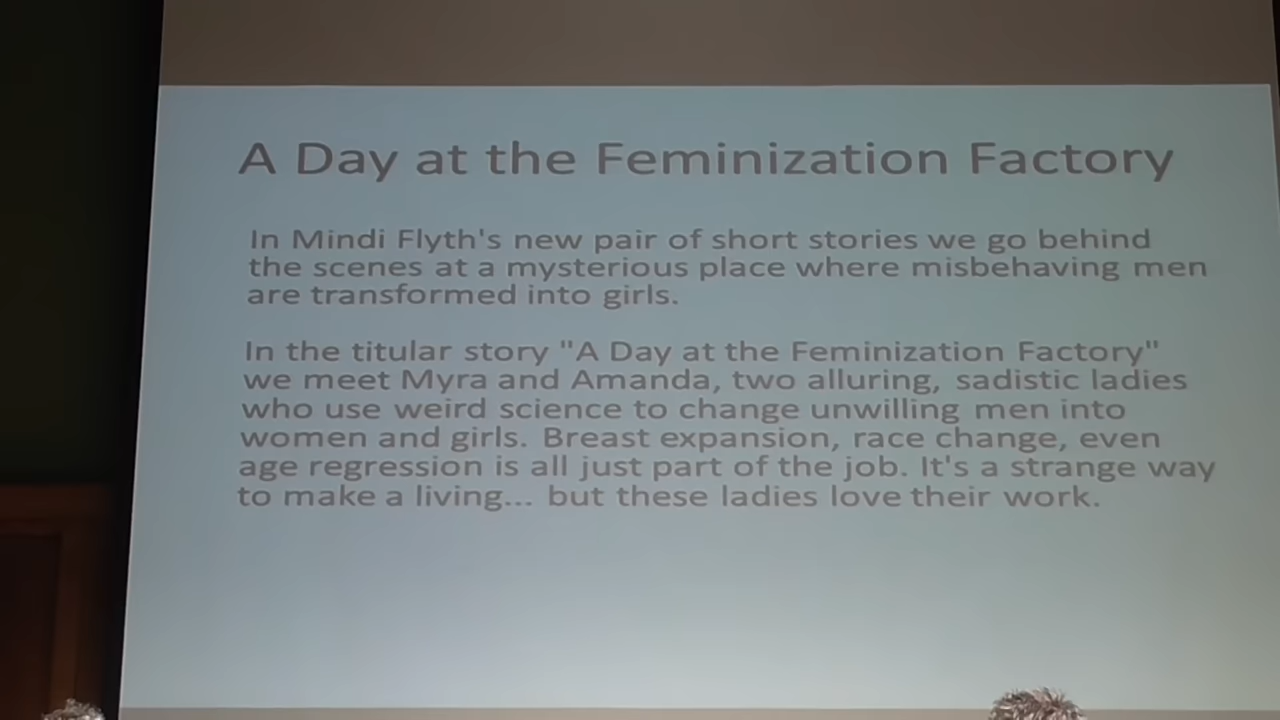 A Day at the Feminization Factory
In Mindi Flyth's new pair of short stories we go behind
the scenes at a mysterious place where misbehaving men
are transformed into girls.
In the titular story "A Day at the Feminization Factory"
we meet Myra and Amanda, two alluring, sadistic ladies
who use weird science to change unwilling men into
women and girls. Breast expansion, race change, even
age regression is all just part of the job. It's a strange way
to make a living... but these ladies love their work.